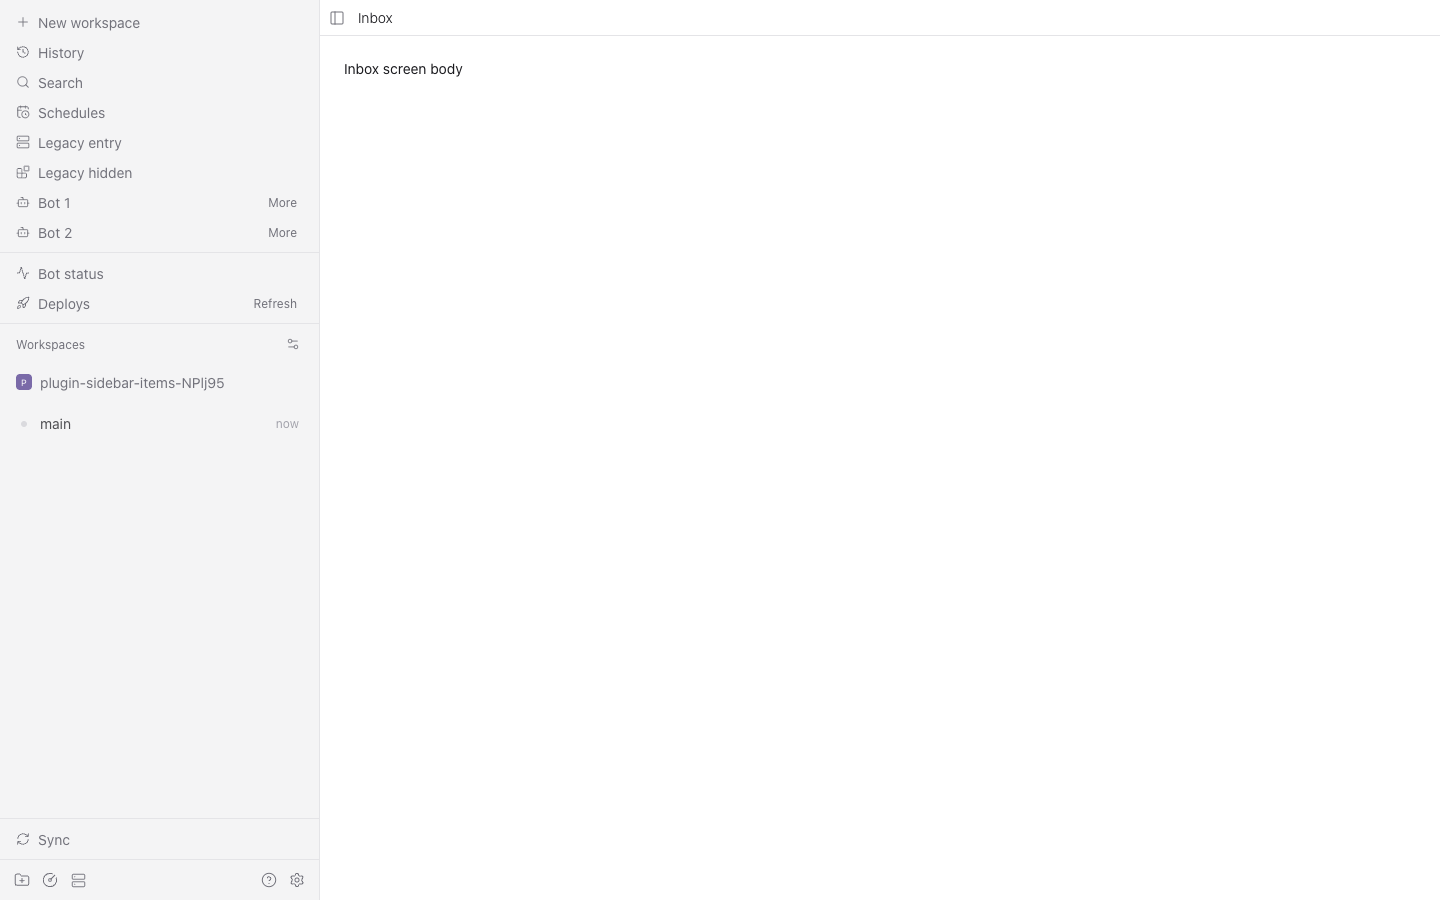 New workspace
History
Search
Schedules
Legacy entry
Legacy hidden
Bot 1 More
Bot 2 More
Bot status
Deploys Refresh
Workspaces
P plugin-sidebar-items-NPlj95
main now
Sync
Inbox
Inbox screen body